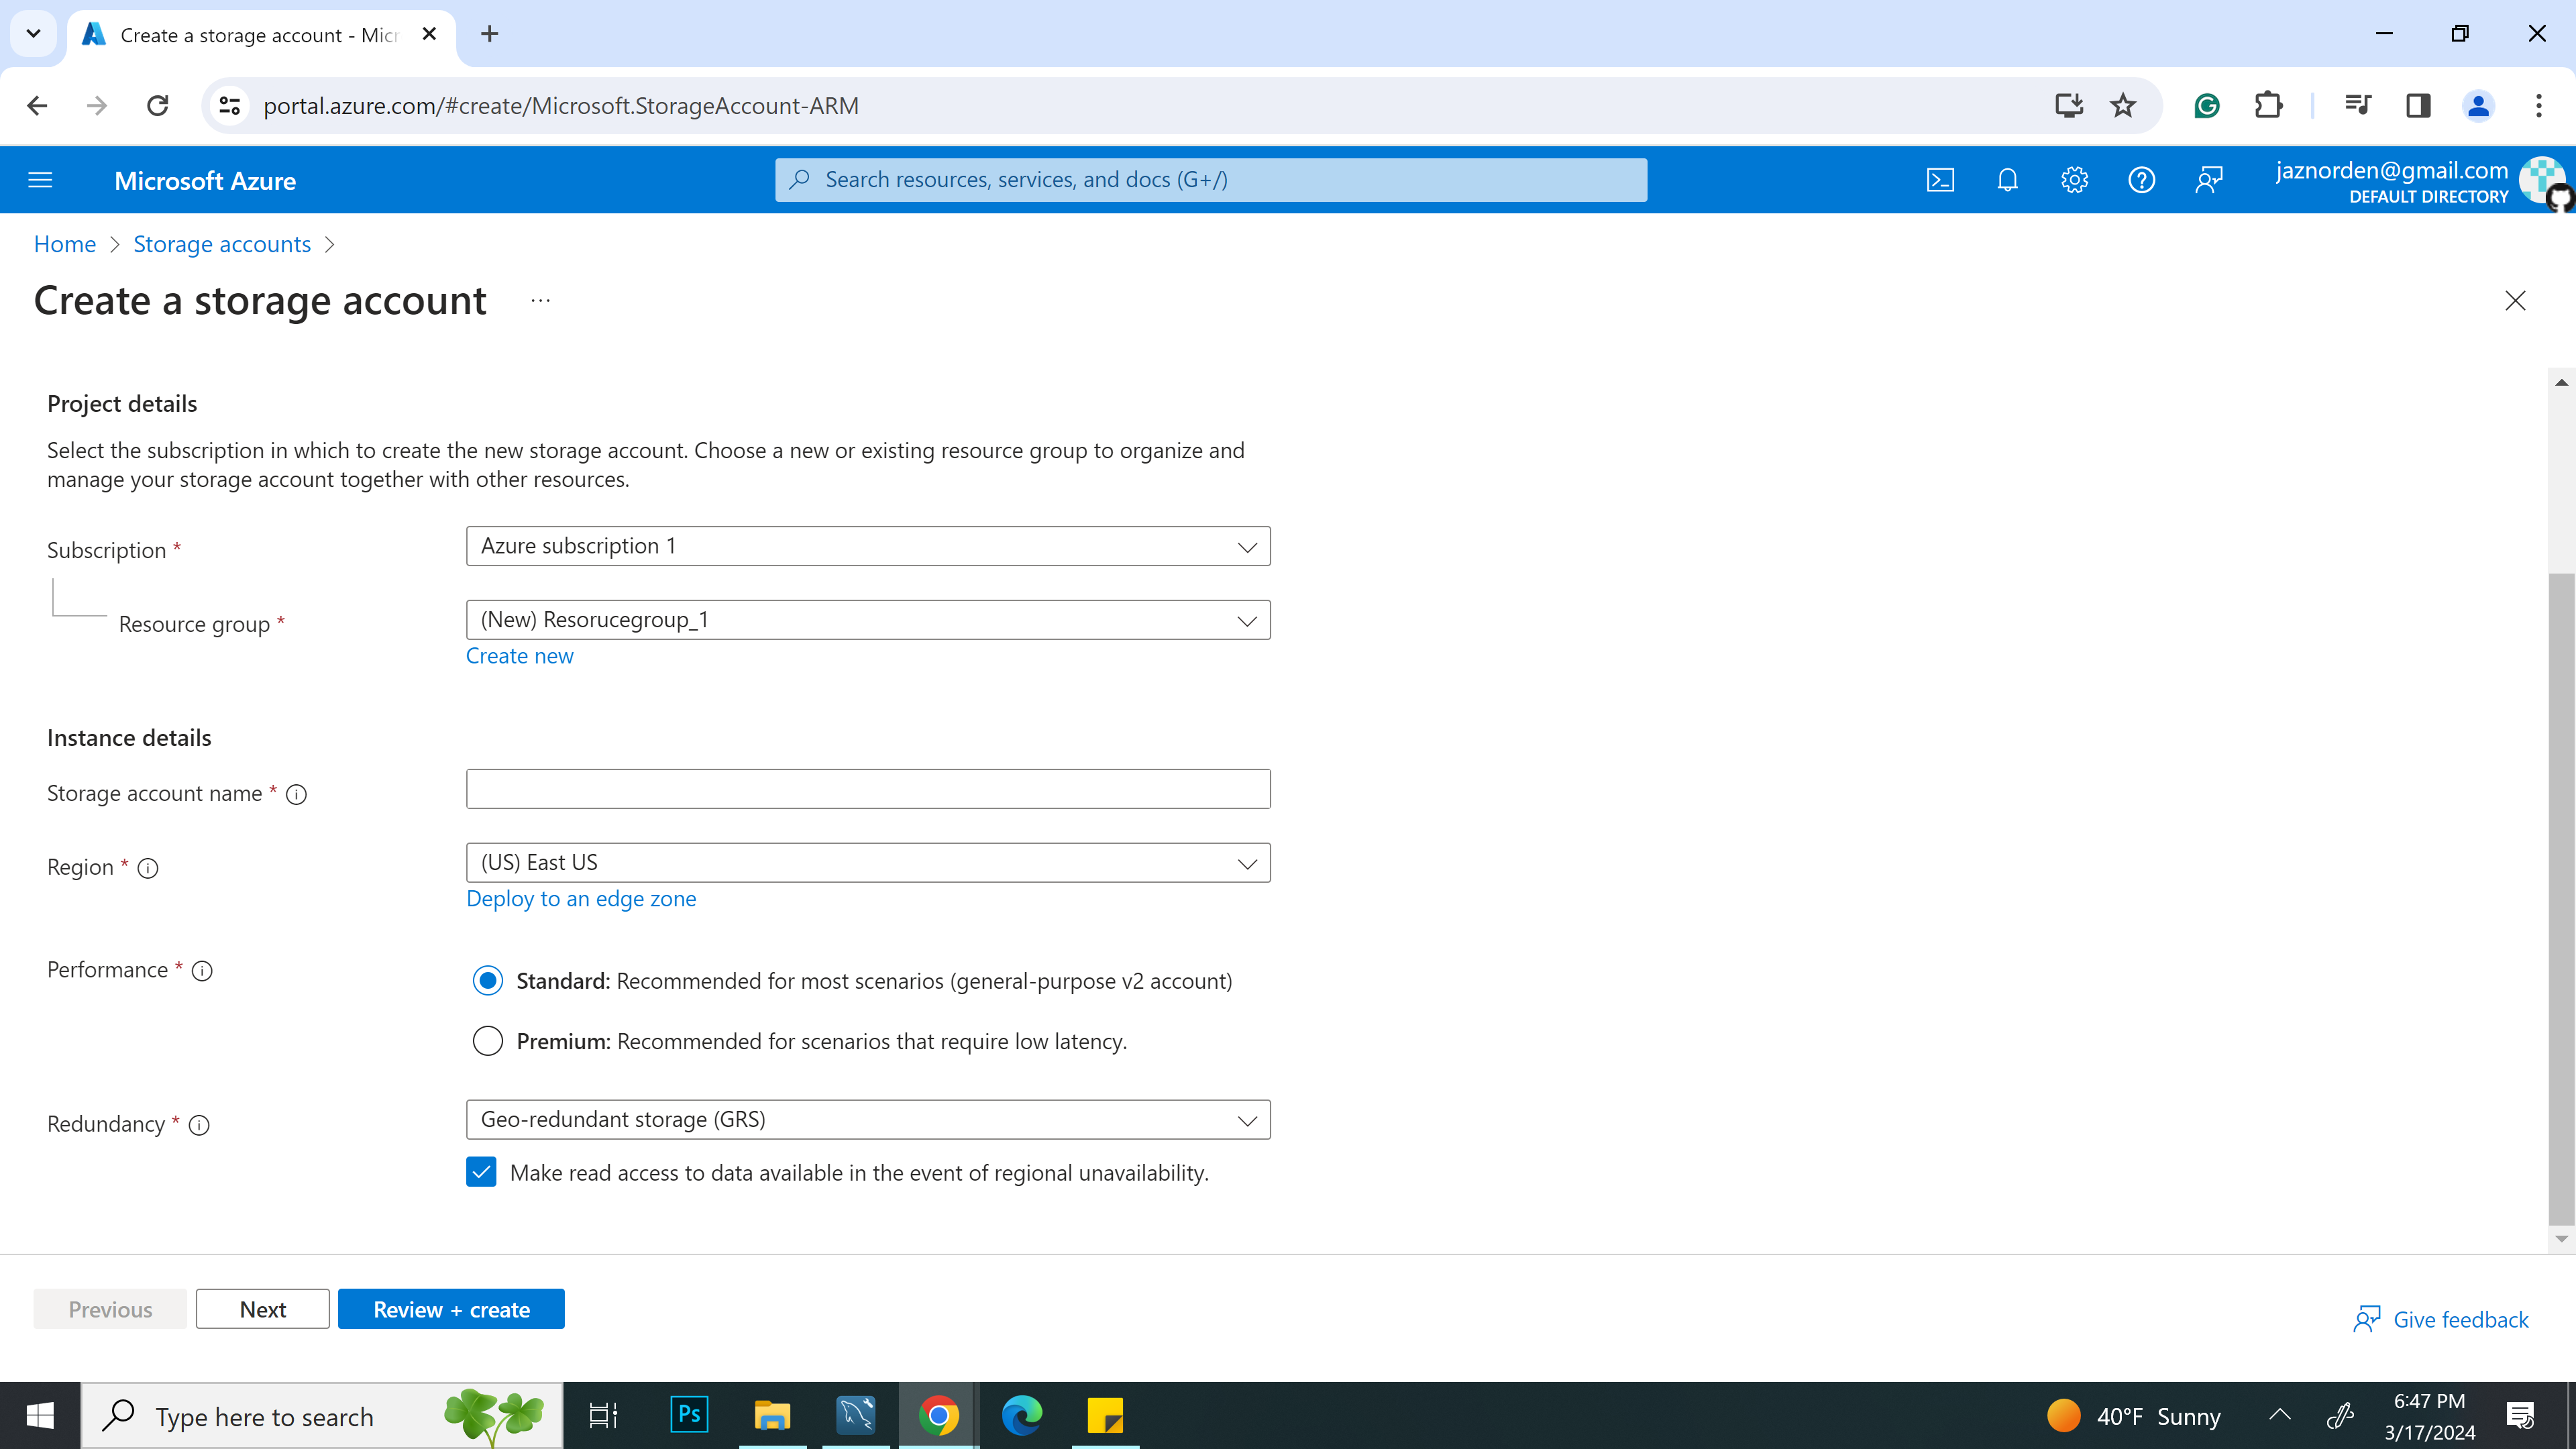 Create a storage account - Micr
portal.azure.com/#create/Microsoft.StorageAccount-ARM
Microsoft Azure
Search resources, services, and docs (G+/)
jaznorden@gmail.com
DEFAULT DIRECTORY
Home > Storage accounts >
Create a storage account ...
Project details
Select the subscription in which to create the new storage account. Choose a new or existing resource group to organize and
manage your storage account together with other resources.
Subscription * Azure subscription 1
Resource group * (New) Resorucegroup_1
Create new
Instance details
Storage account name *
Region * (US) East US
Deploy to an edge zone
Performance * Standard: Recommended for most scenarios (general-purpose v2 account)
Premium: Recommended for scenarios that require low latency.
Redundancy * Geo-redundant storage (GRS)
Make read access to data available in the event of regional unavailability.
Previous Next Review + create
Give feedback
Type here to search
Ps
40°F Sunny
6:47 PM
3/17/2024